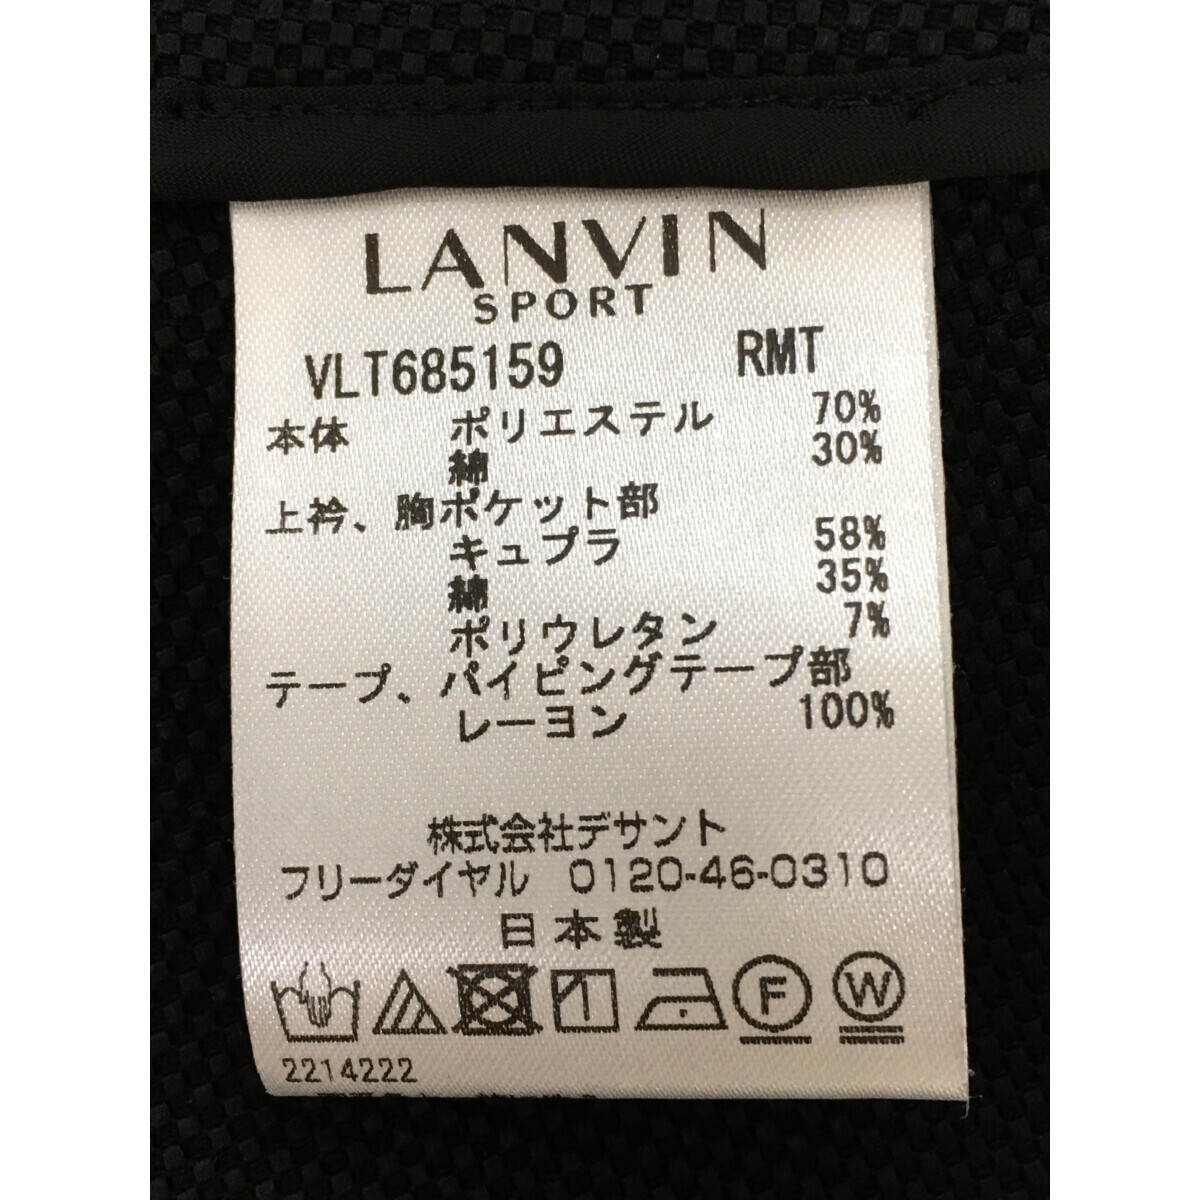 LANVIN
SPORT
VLT685159 RMT
本体 ポリエステル 70%
綿 30%
上衿、胸ポケット部
キュプラ 58%
綿 35%
ポリウレタン 7%
テープ、パイピングテープ部
レーヨン 100%
株式会社デサント
フリーダイヤル 0120-46-0310
日本製
1 F W
2214222